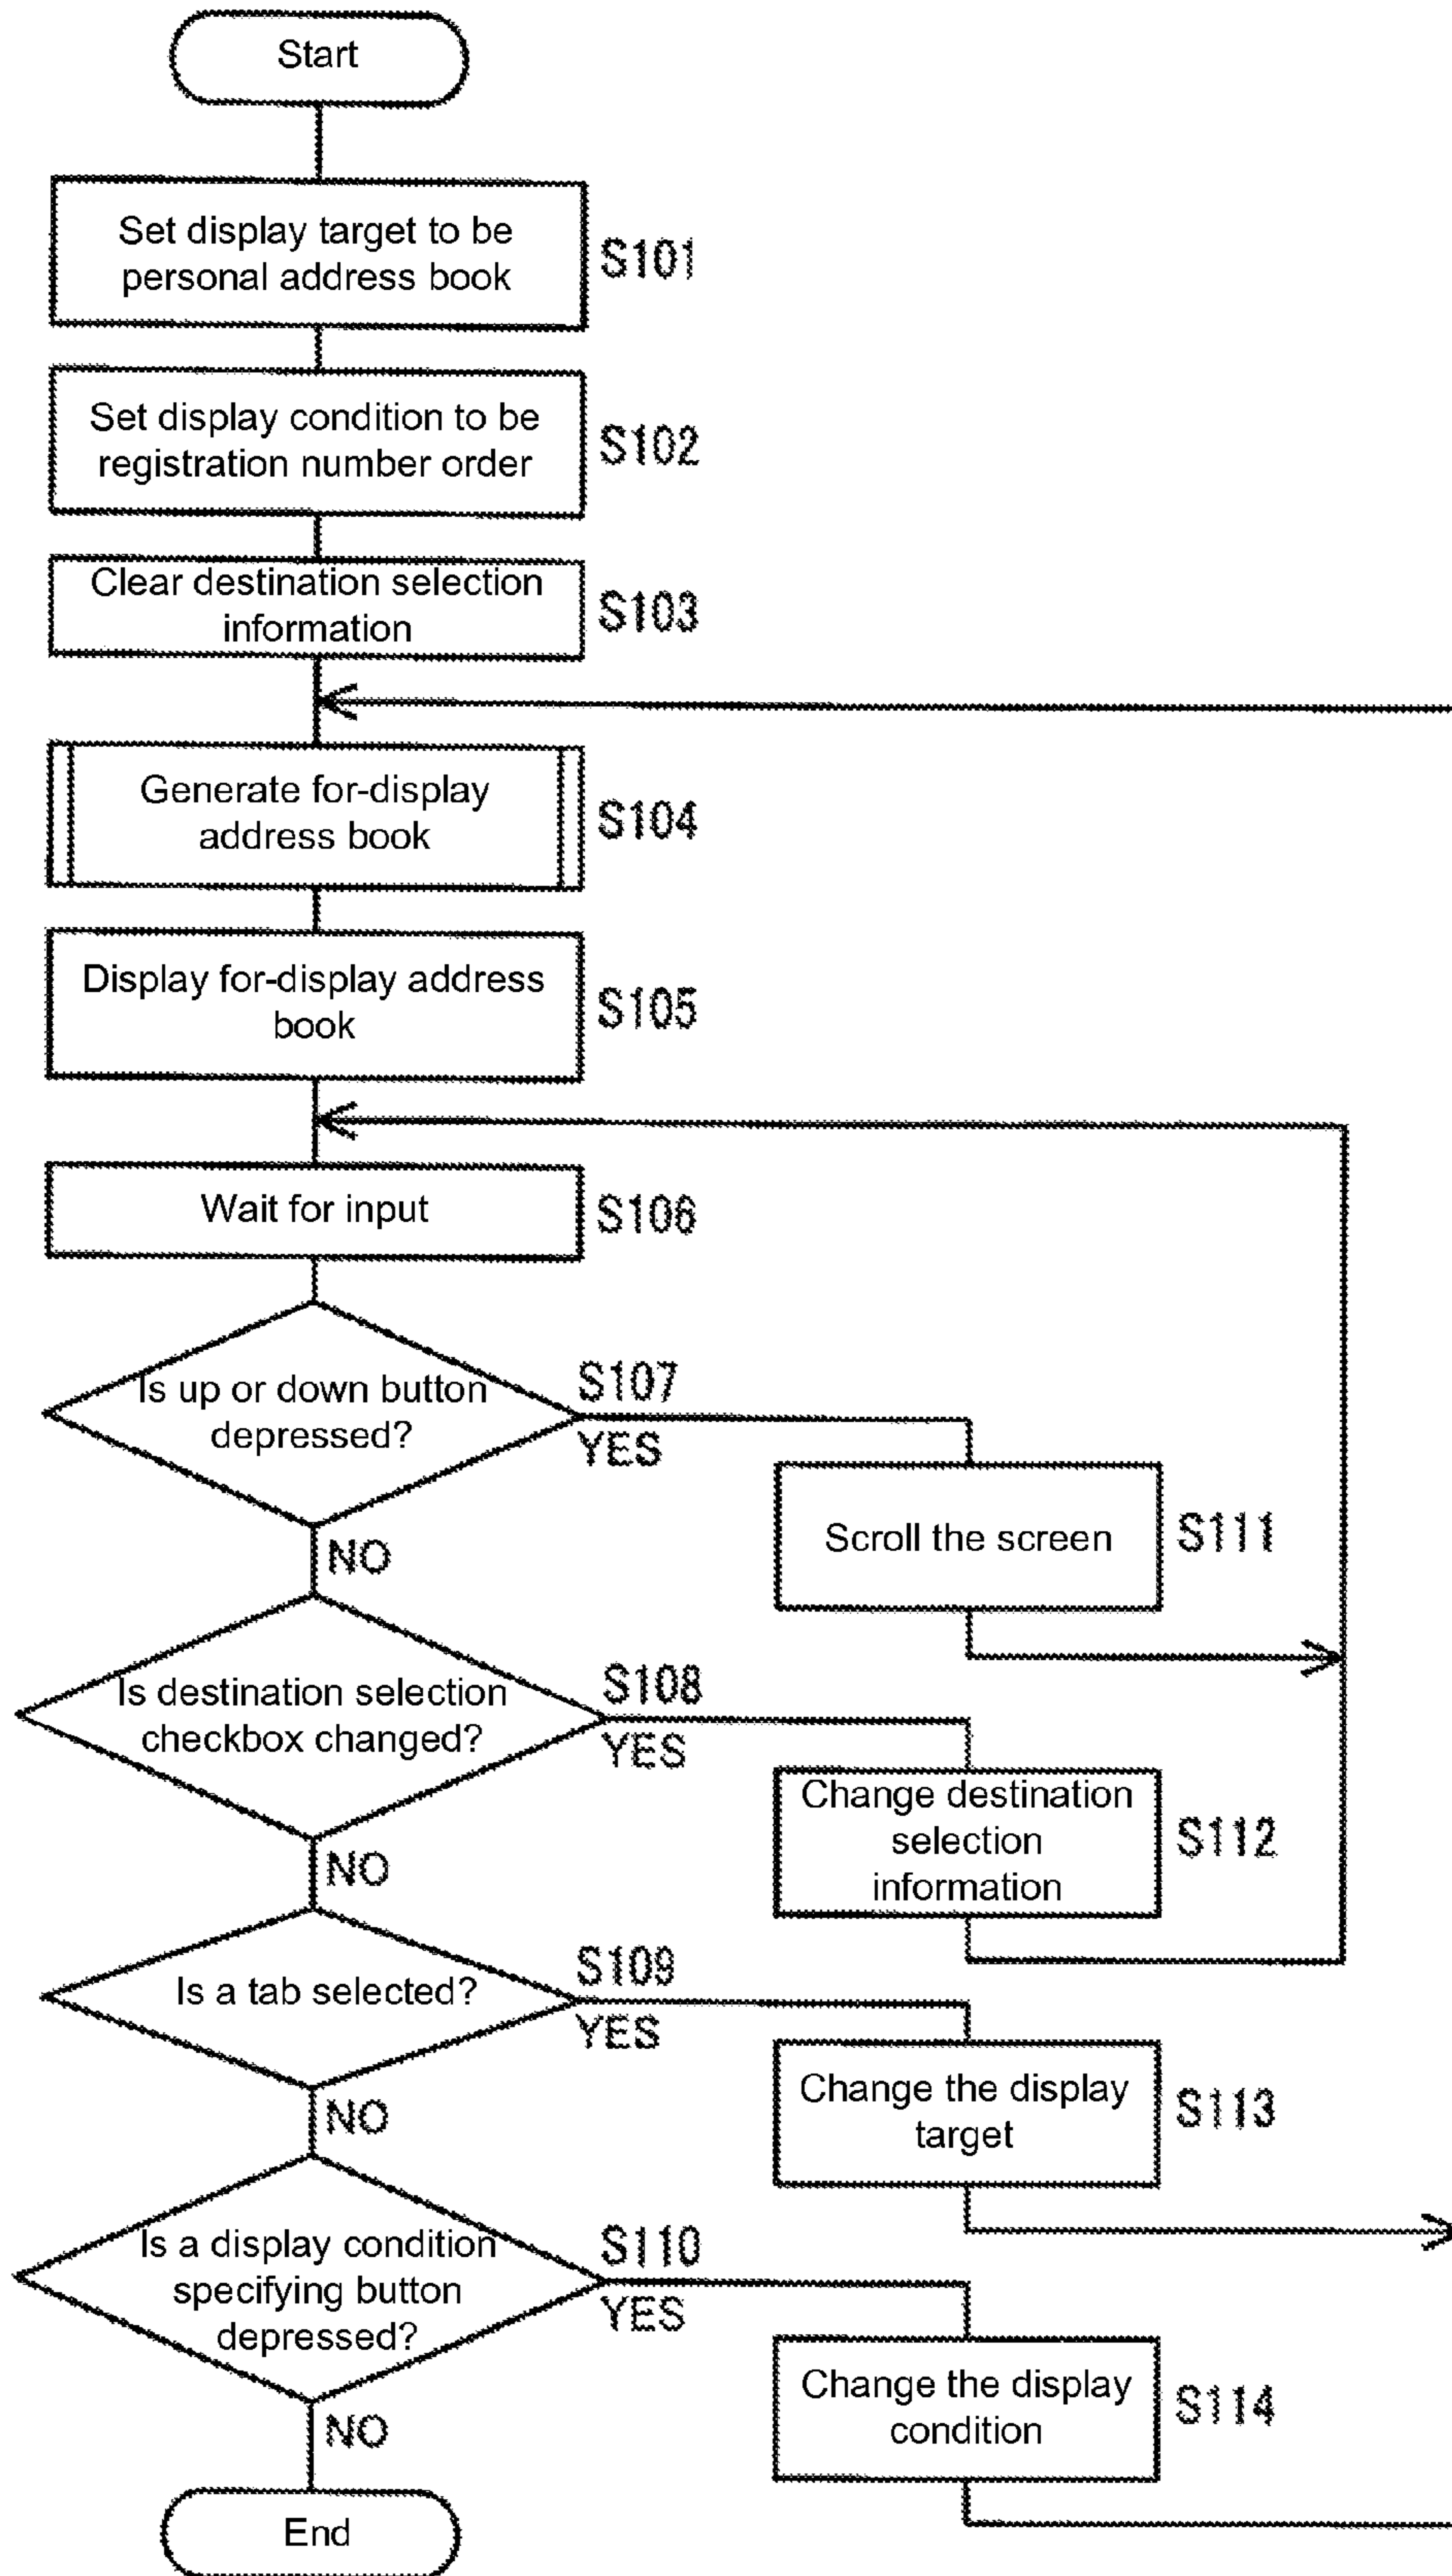 Start
Set display target to be
personal address book
S101
Set display condition to be
registration number order
S102
Clear destination selection
information
S103
Generate for-display
address book
S104
Display for-display address
book
S105
Wait for input
S106
Is up or down button
depressed?
S107
YES
NO
Scroll the screen
S111
Is destination selection
checkbox changed?
S108
YES
NO
Change destination
selection
information
S112
Is a tab selected?
S109
YES
NO
Change the display
target
S113
Is a display condition
specifying button
depressed?
S110
YES
NO
Change the display
condition
S114
End